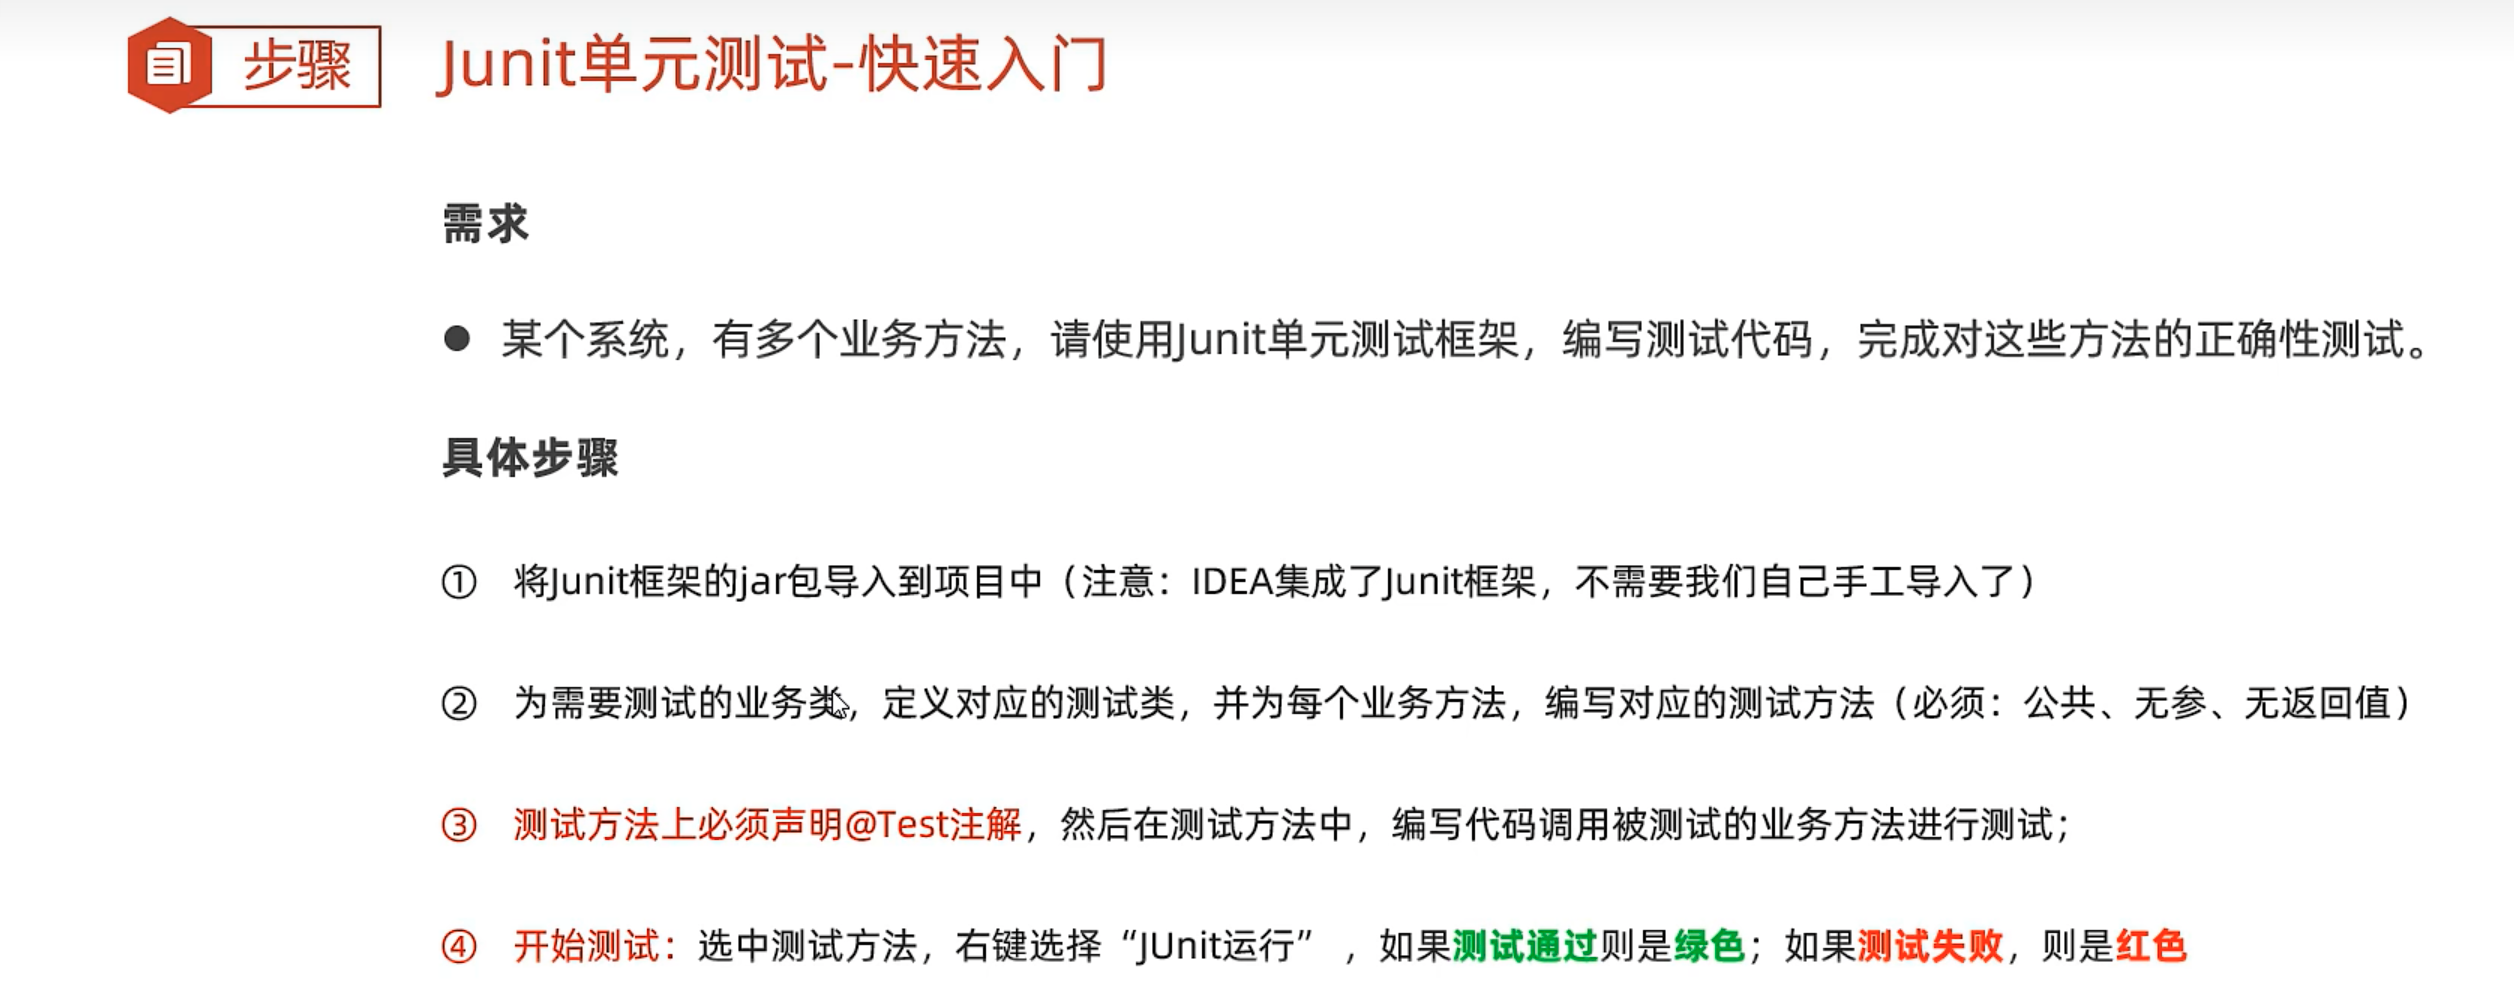 步骤 Junit单元测试-快速入门
需求
● 某个系统，有多个业务方法，请使用Junit单元测试框架，编写测试代码，完成对这些方法的正确性测试。
具体步骤
① 将Junit框架的jar包导入到项目中（注意：IDEA集成了Junit框架，不需要我们自己手工导入了）
② 为需要测试的业务类，定义对应的测试类，并为每个业务方法，编写对应的测试方法（必须：公共、无参、无返回值）
③ 测试方法上必须声明@Test注解，然后在测试方法中，编写代码调用被测试的业务方法进行测试；
④ 开始测试：选中测试方法，右键选择“JUnit运行” ，如果测试通过则是绿色；如果测试失败，则是红色